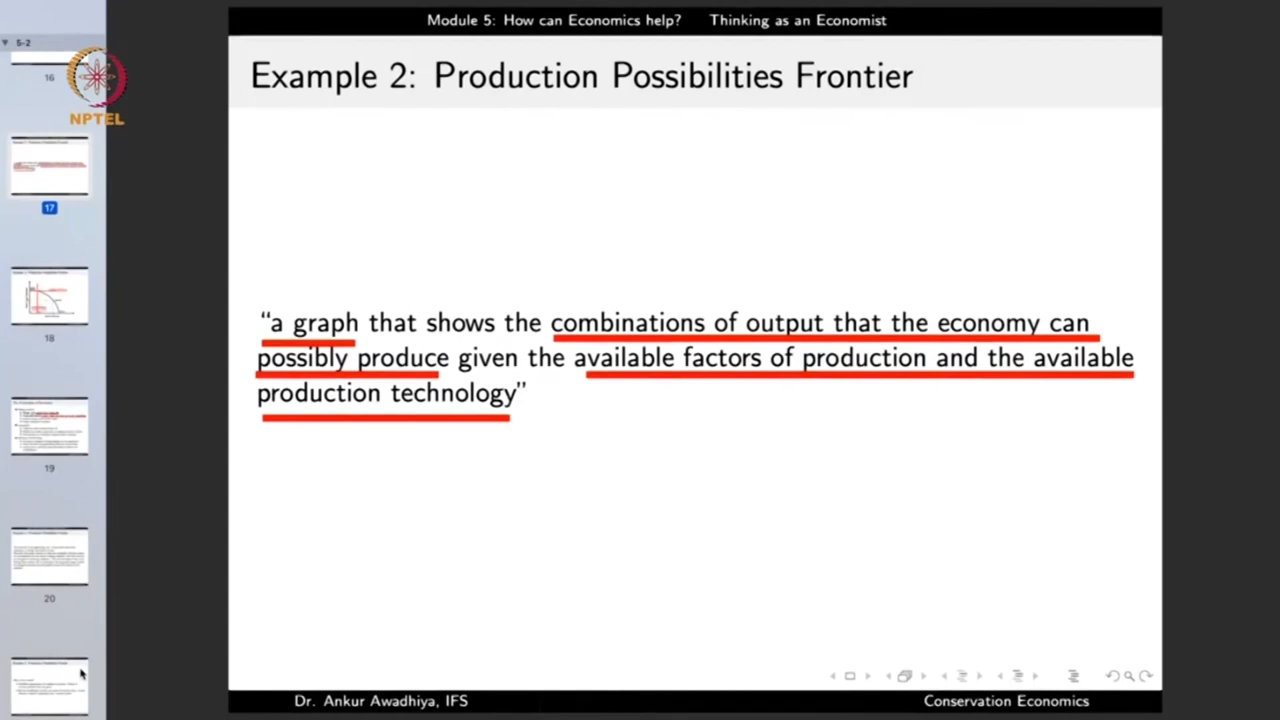 Module 5: How can Economics help? Thinking as an Economist
5-2
16
NPTEL
Example 2: Production Possibilities Frontier
17
“a graph that shows the combinations of output that the economy can
possibly produce given the available factors of production and the available
production technology”
18
19
20
Dr. Ankur Awadhiya, IFS Conservation Economics